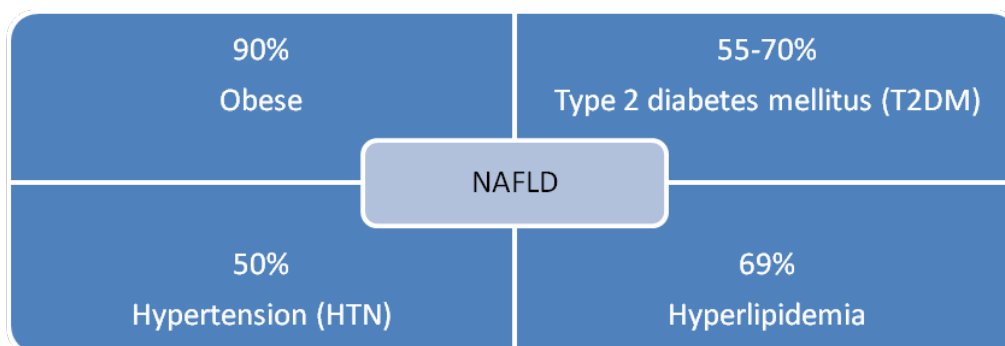 90%
Obese
55-70%
Type 2 diabetes mellitus (T2DM)
NAFLD
50%
Hypertension (HTN)
69%
Hyperlipidemia